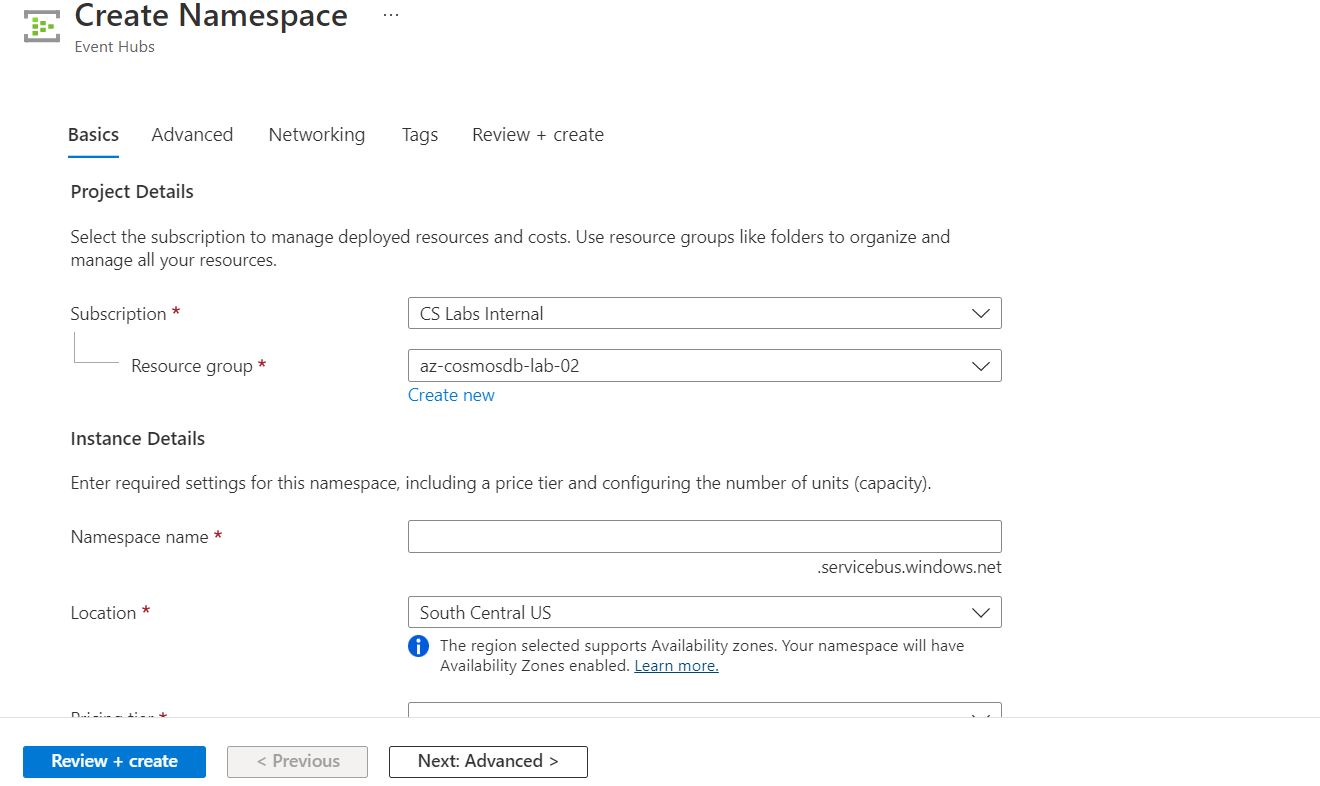 Create Namespace ...
Event Hubs
Basics Advanced Networking Tags Review + create
Project Details
Select the subscription to manage deployed resources and costs. Use resource groups like folders to organize and
manage all your resources.
Subscription * CS Labs Internal
Resource group * az-cosmosdb-lab-02
Create new
Instance Details
Enter required settings for this namespace, including a price tier and configuring the number of units (capacity).
Namespace name *
.servicebus.windows.net
Location * South Central US
The region selected supports Availability zones. Your namespace will have
Availability Zones enabled. Learn more.
Pricing tier *
Review + create < Previous Next: Advanced >